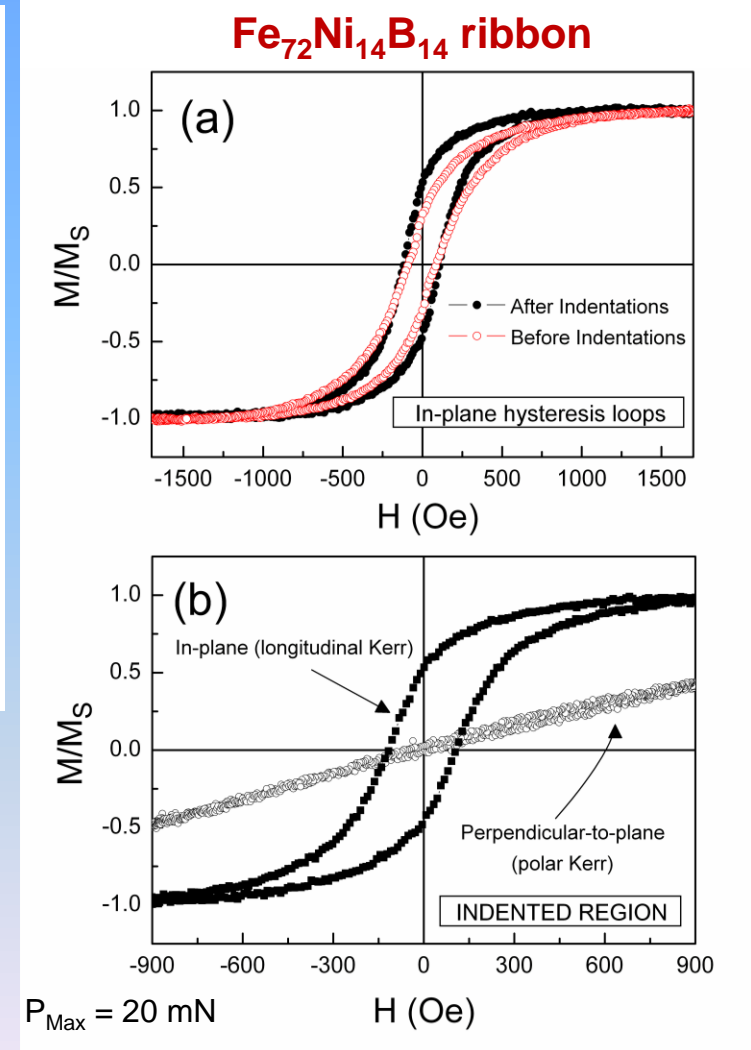 Fe72Ni14B14 ribbon
(a)
1.0
0.5
0.0
-0.5
-1.0
M/MS
After Indentations
Before Indentations
In-plane hysteresis loops
-1500 -1000 -500 0 500 1000 1500
H (Oe)
(b)
1.0
0.5
0.0
-0.5
-1.0
M/MS
In-plane (longitudinal Kerr)
Perpendicular-to-plane
(polar Kerr)
INDENTED REGION
-900 -600 -300 0 300 600 900
PMax = 20 mN
H (Oe)